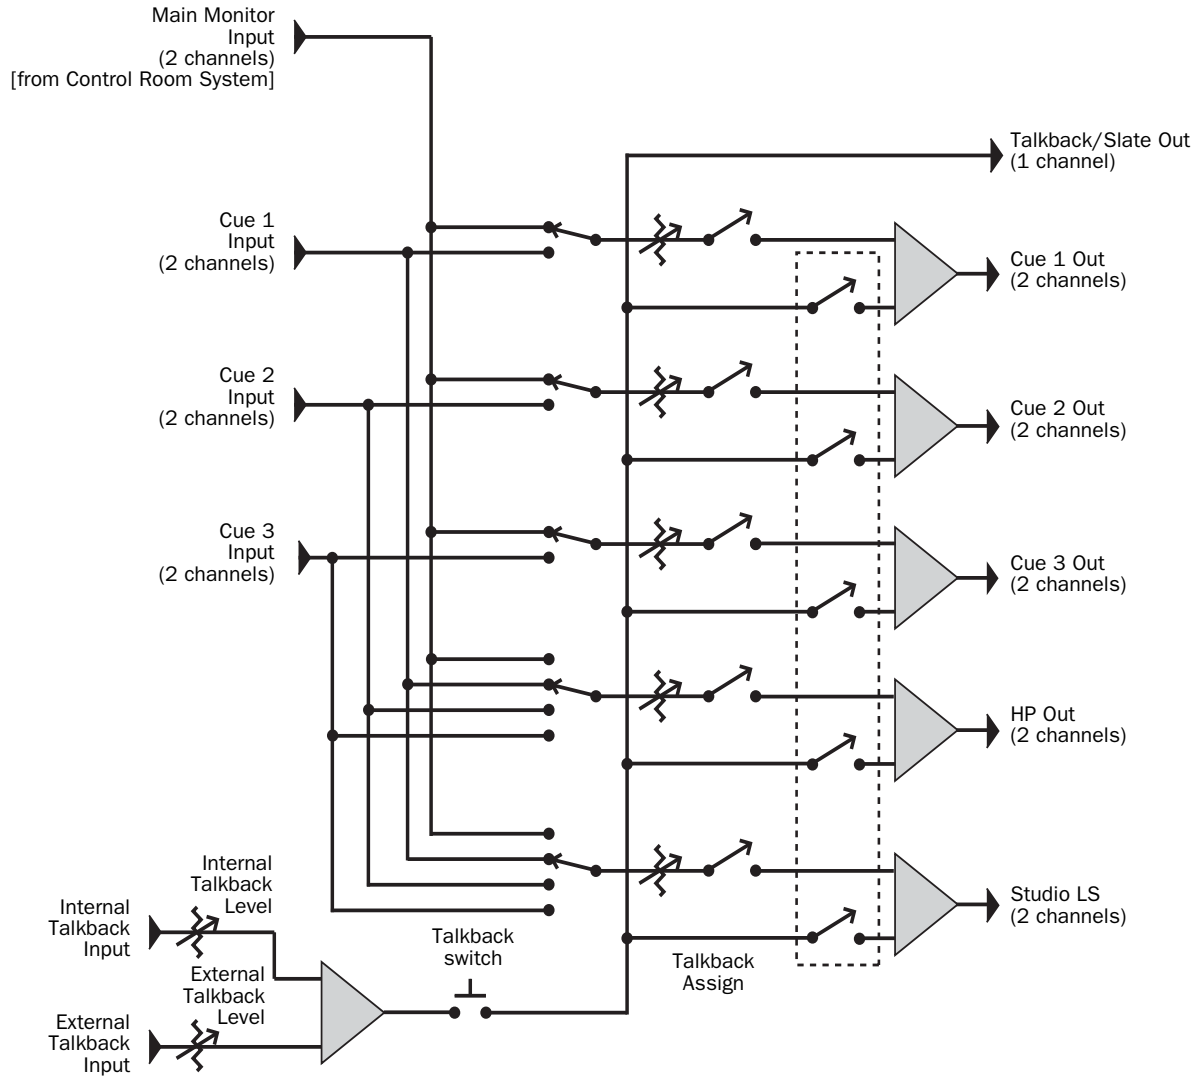 Main Monitor
Input
(2 channels)
[from Control Room System]
Talkback/Slate Out
(1 channel)
Cue 1
Input
(2 channels)
Cue 1 Out
(2 channels)
Cue 2
Input
(2 channels)
Cue 2 Out
(2 channels)
Cue 3
Input
(2 channels)
Cue 3 Out
(2 channels)
HP Out
(2 channels)
Internal
Talkback
Level
Internal
Talkback
Input
Studio LS
(2 channels)
Talkback
switch
Talkback
Assign
External
Talkback
Level
External
Talkback
Input